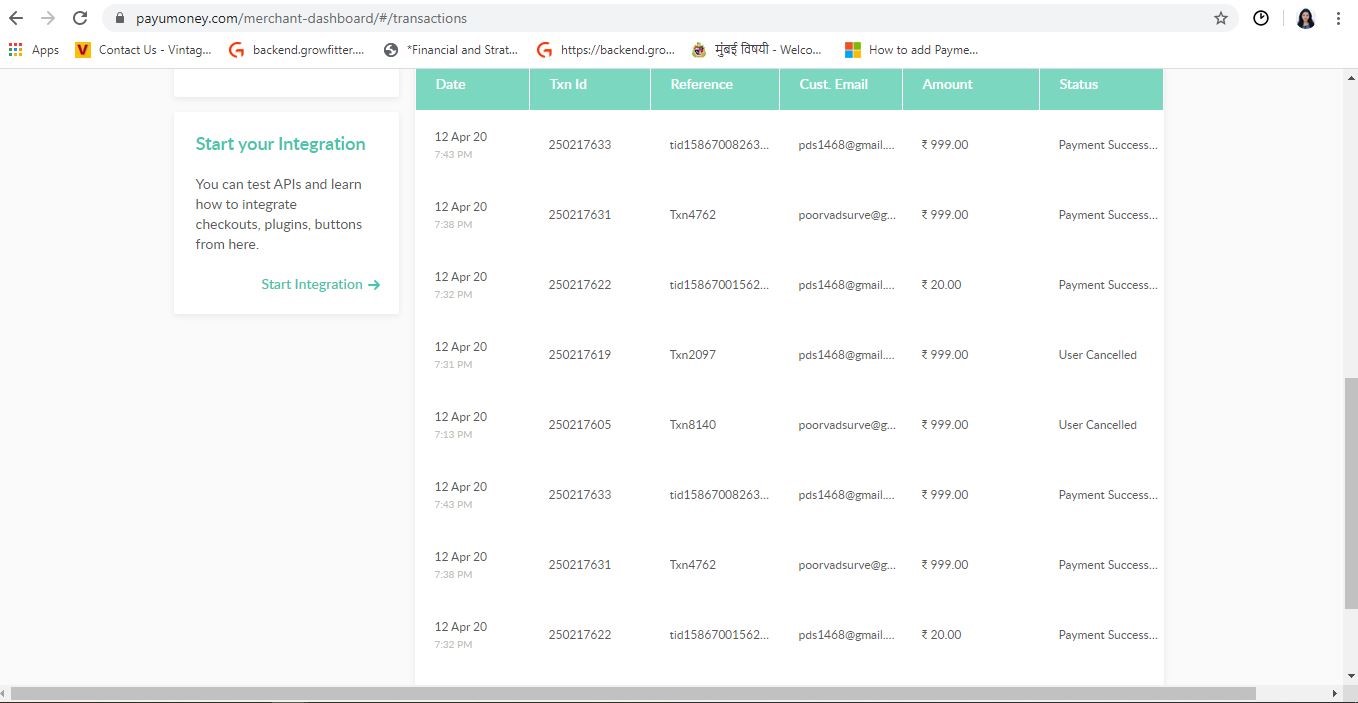 payumoney.com/merchant-dashboard/#/transactions
Apps
Contact Us - Vintag...
backend.growfitter....
*Financial and Strat...
https://backend.gro...
मुंबई विषयी - Welco...
How to add Payme...
Start your Integration
You can test APIs and learn
how to integrate
checkouts, plugins, buttons
from here.
Start Integration →
Date Txn Id Reference Cust. Email Amount Status
12 Apr 20
7:43 PM
250217633 tid15867008263... pds1468@gmail.... ₹ 999.00 Payment Success...
12 Apr 20
7:38 PM
250217631 Txn4762 poorvadsurve@g... ₹ 999.00 Payment Success...
12 Apr 20
7:32 PM
250217622 tid15867001562... pds1468@gmail.... ₹ 20.00 Payment Success...
12 Apr 20
7:31 PM
250217619 Txn2097 pds1468@gmail.... ₹ 999.00 User Cancelled
12 Apr 20
7:13 PM
250217605 Txn8140 poorvadsurve@g... ₹ 999.00 User Cancelled
12 Apr 20
7:43 PM
250217633 tid15867008263... pds1468@gmail.... ₹ 999.00 Payment Success...
12 Apr 20
7:38 PM
250217631 Txn4762 poorvadsurve@g... ₹ 999.00 Payment Success...
12 Apr 20
7:32 PM
250217622 tid15867001562... pds1468@gmail.... ₹ 20.00 Payment Success...